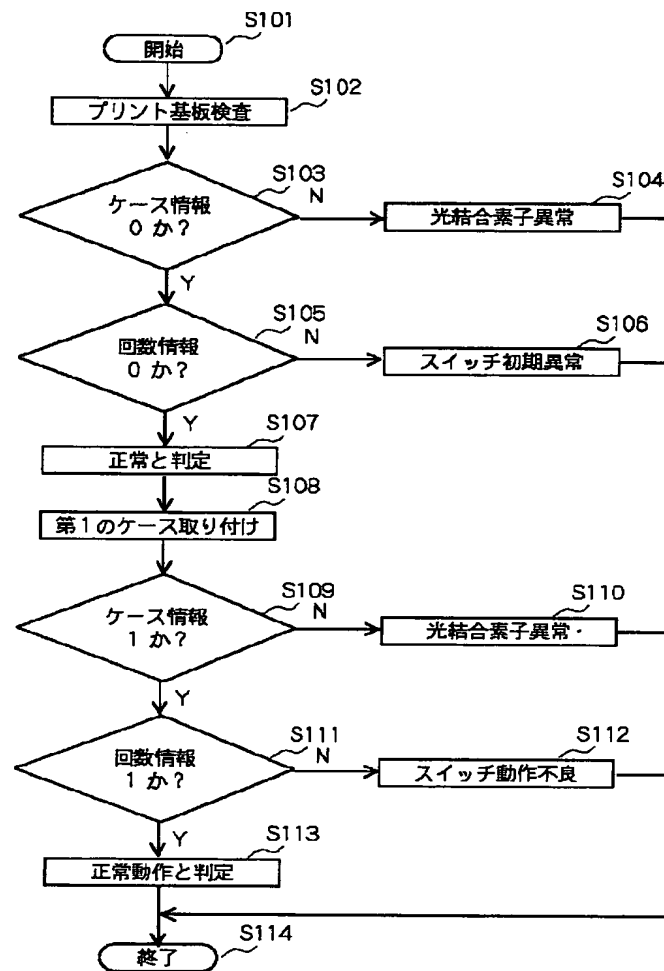 S101
開始
S102
プリント基板検査
S103
ケース情報
0 か?
N
S104
光結合素子異常
Y
S105
回数情報
0 か?
N
S106
スイッチ初期異常
Y
S107
正常と判定
S108
第1のケース取り付け
S109
ケース情報
1 か?
N
S110
光結合素子異常
Y
S111
回数情報
1 か?
N
S112
スイッチ動作不良
Y
S113
正常動作と判定
S114
終了